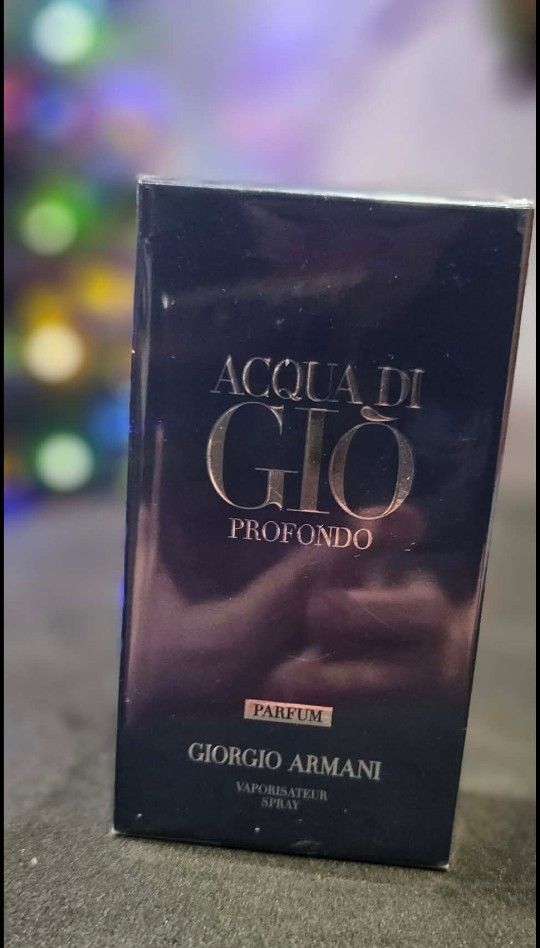 ACQUA DI
GIÒ
PROFONDO
PARFUM
GIORGIO ARMANI
VAPORISATEUR
SPRAY